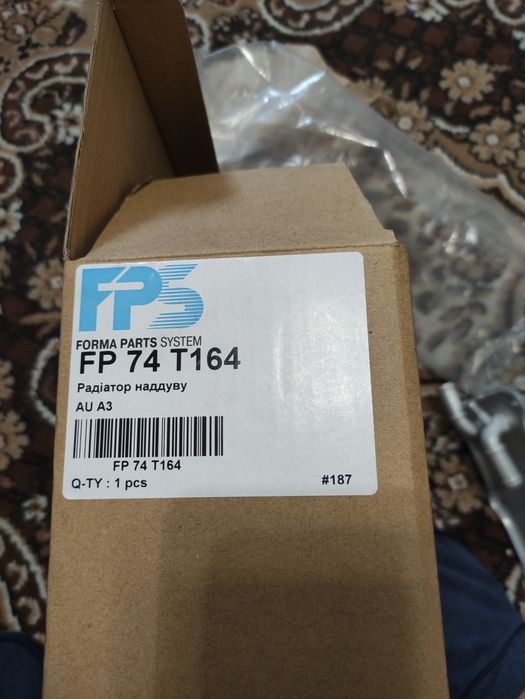 FPS
FORMA PARTS SYSTEM
FP 74 T164
Радіатор наддуву
AU A3
FP 74 T164
Q-TY : 1 pcs #187